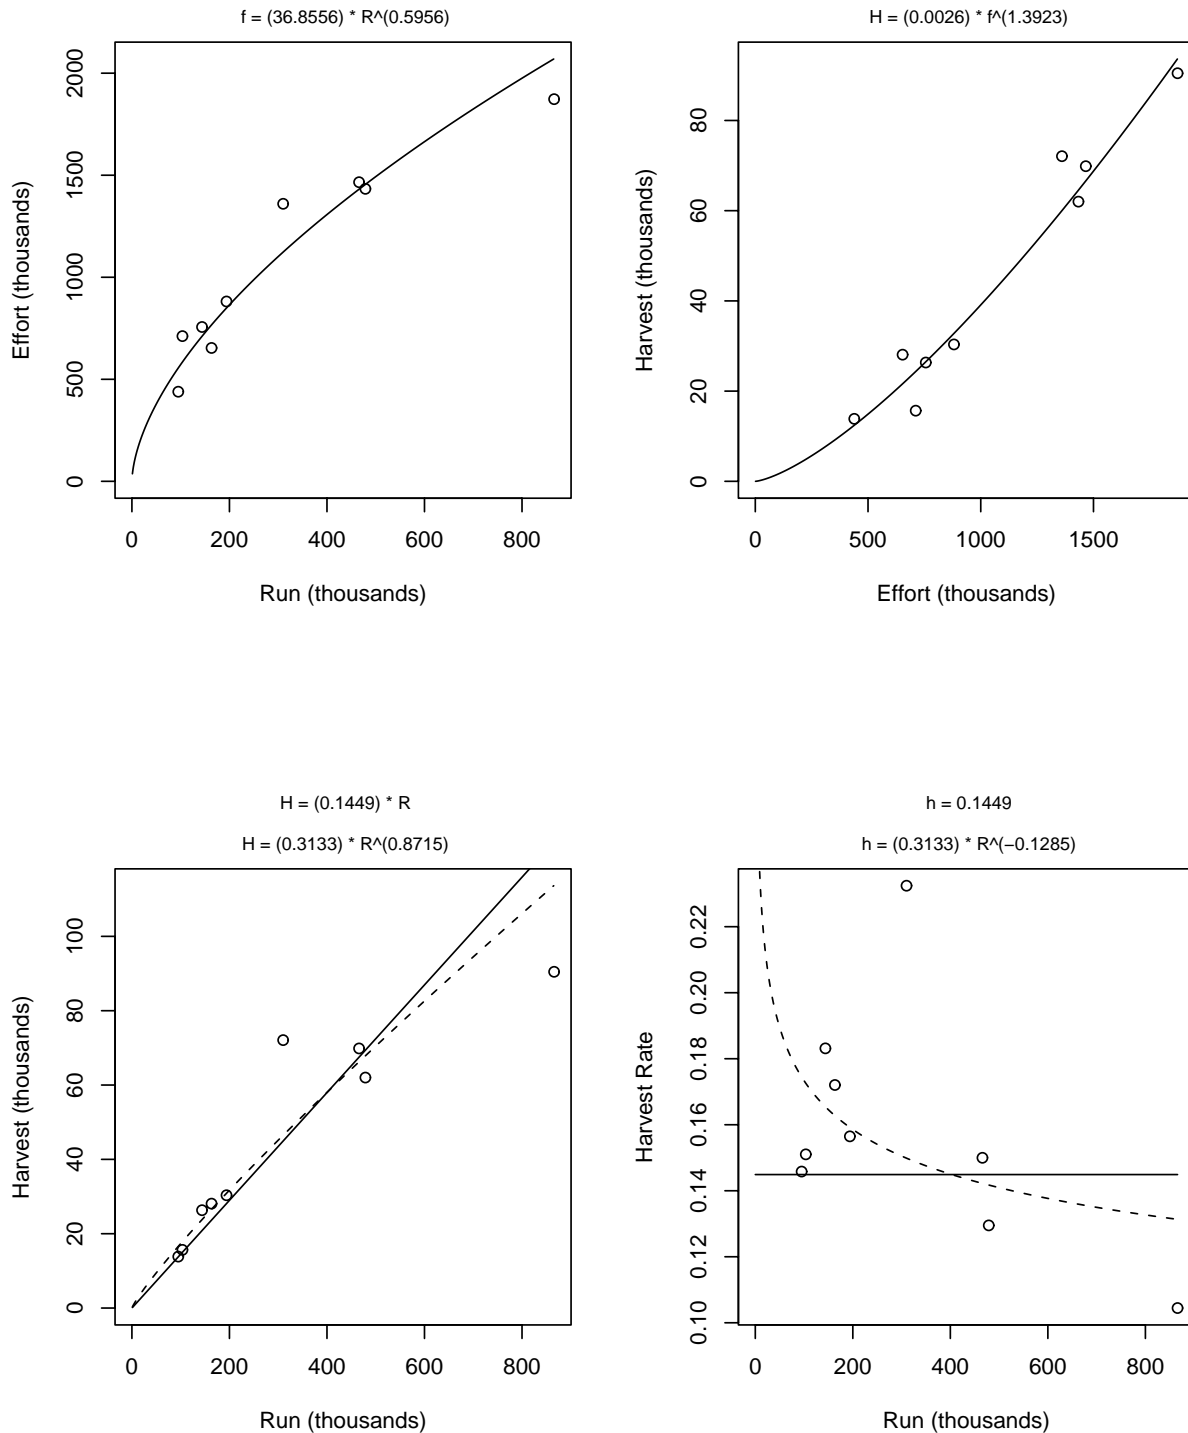 f = (36.8556) * R^(0.5956)
2000
1500
1000
500
0
Effort (thousands)
0 200 400 600 800
Run (thousands)
H = (0.0026) * f^(1.3923)
80
60
40
20
0
Harvest (thousands)
0 500 1000 1500
Effort (thousands)
H = (0.1449) * R
H = (0.3133) * R^(0.8715)
100
80
60
40
20
0
Harvest (thousands)
0 200 400 600 800
Run (thousands)
h = 0.1449
h = (0.3133) * R^(−0.1285)
0.22
0.20
0.18
0.16
0.14
0.12
0.10
Harvest Rate
0 200 400 600 800
Run (thousands)